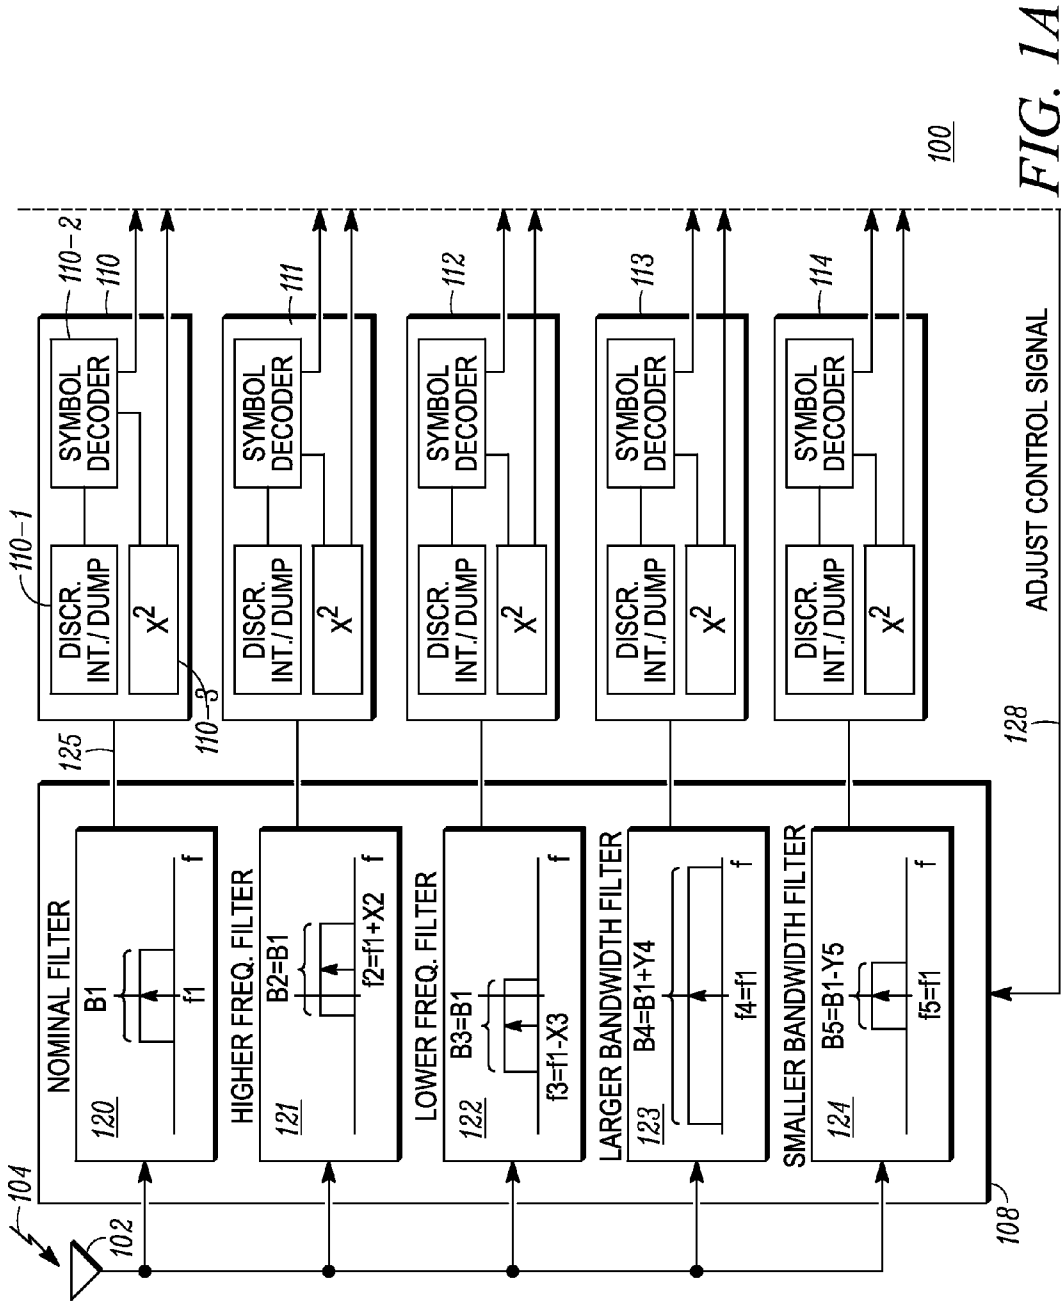 104
102
NOMINAL FILTER
120
B1
f1
f
125
110-1
DISCR.
INT./ DUMP
SYMBOL
DECODER
X2
110-3
110-2
110
HIGHER FREQ. FILTER
121
B2=B1
f2=f1+X2
f
DISCR.
INT./ DUMP
SYMBOL
DECODER
X2
111
LOWER FREQ. FILTER
122
B3=B1
f3=f1-X3
f
DISCR.
INT./ DUMP
SYMBOL
DECODER
X2
112
LARGER BANDWIDTH FILTER
123
B4=B1+Y4
f4=f1
f
DISCR.
INT./ DUMP
SYMBOL
DECODER
X2
113
SMALLER BANDWIDTH FILTER
124
B5=B1-Y5
f5=f1
f
DISCR.
INT./ DUMP
SYMBOL
DECODER
X2
114
108
128
ADJUST CONTROL SIGNAL
100
FIG. 1A